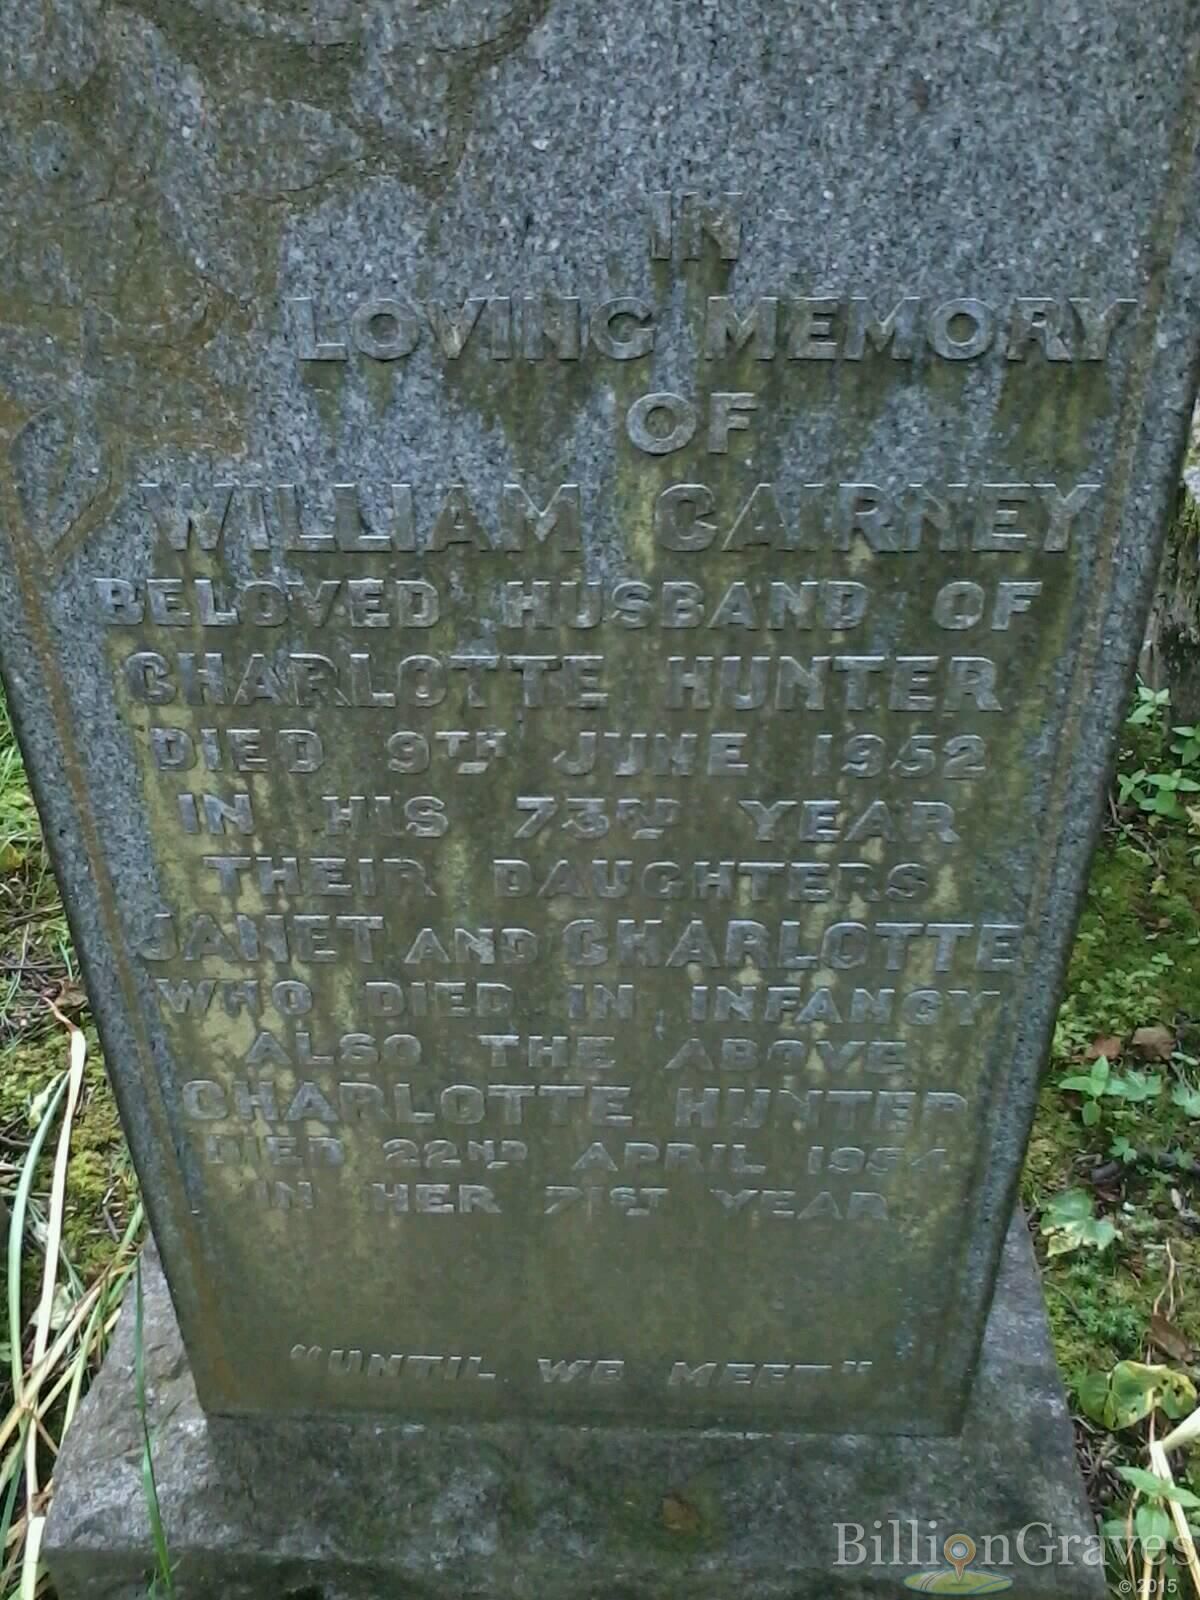 IN
LOVING MEMORY
OF
WILLIAM CAIRNEY
BELOVED HUSBAND OF
CHARLOTTE HUNTER
DIED 9TH JUNE 1952
IN HIS 73RD YEAR
THEIR DAUGHTERS
JANET AND CHARLOTTE
WHO DIED IN INFANCY
ALSO THE ABOVE
CHARLOTTE HUNTER
DIED 22ND APRIL 1954
IN HER 71ST YEAR
"UNTIL WE MEET"
BillionGraves
© 2015